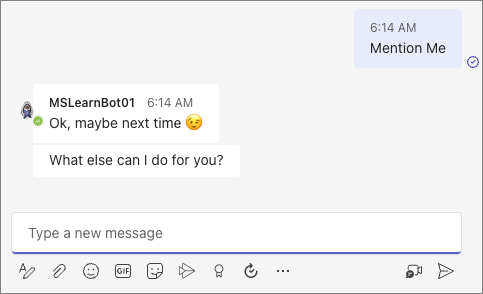 6:14 AM
Mention Me
MSLearnBot01 6:14 AM
Ok, maybe next time 😉
What else can I do for you?
Type a new message
GIF